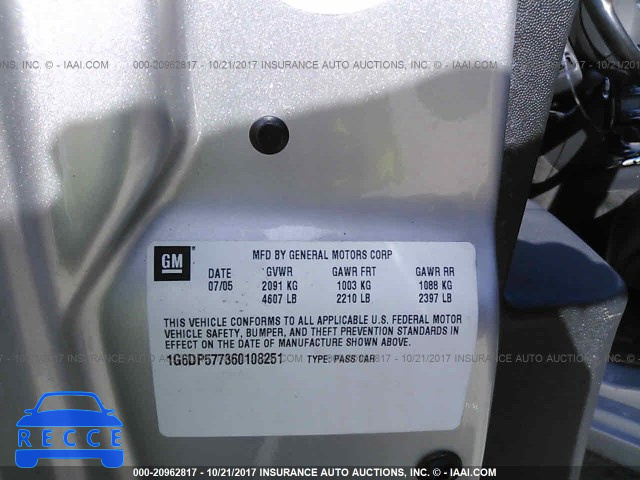 000-20962817 - 10/21/2017 INSURANCE AUTO AUCTIONS, INC. - © IAAI.COM
GM
MFD BY GENERAL MOTORS CORP
DATE GVWR GAWR FRT GAWR RR
07/05 2091 KG 1003 KG 1088 KG
4607 LB 2210 LB 2397 LB
THIS VEHICLE CONFORMS TO ALL APPLICABLE U.S. FEDERAL MOTOR
VEHICLE SAFETY, BUMPER, AND THEFT PREVENTION STANDARDS IN
EFFECT ON THE DATE OF MANUFACTURE SHOWN ABOVE.
1G6DP577360108251 TYPE: PASS CAR
RECCE
000-20962817 - 10/21/2017 INSURANCE AUTO AUCTIONS, INC. - © IAAI.COM